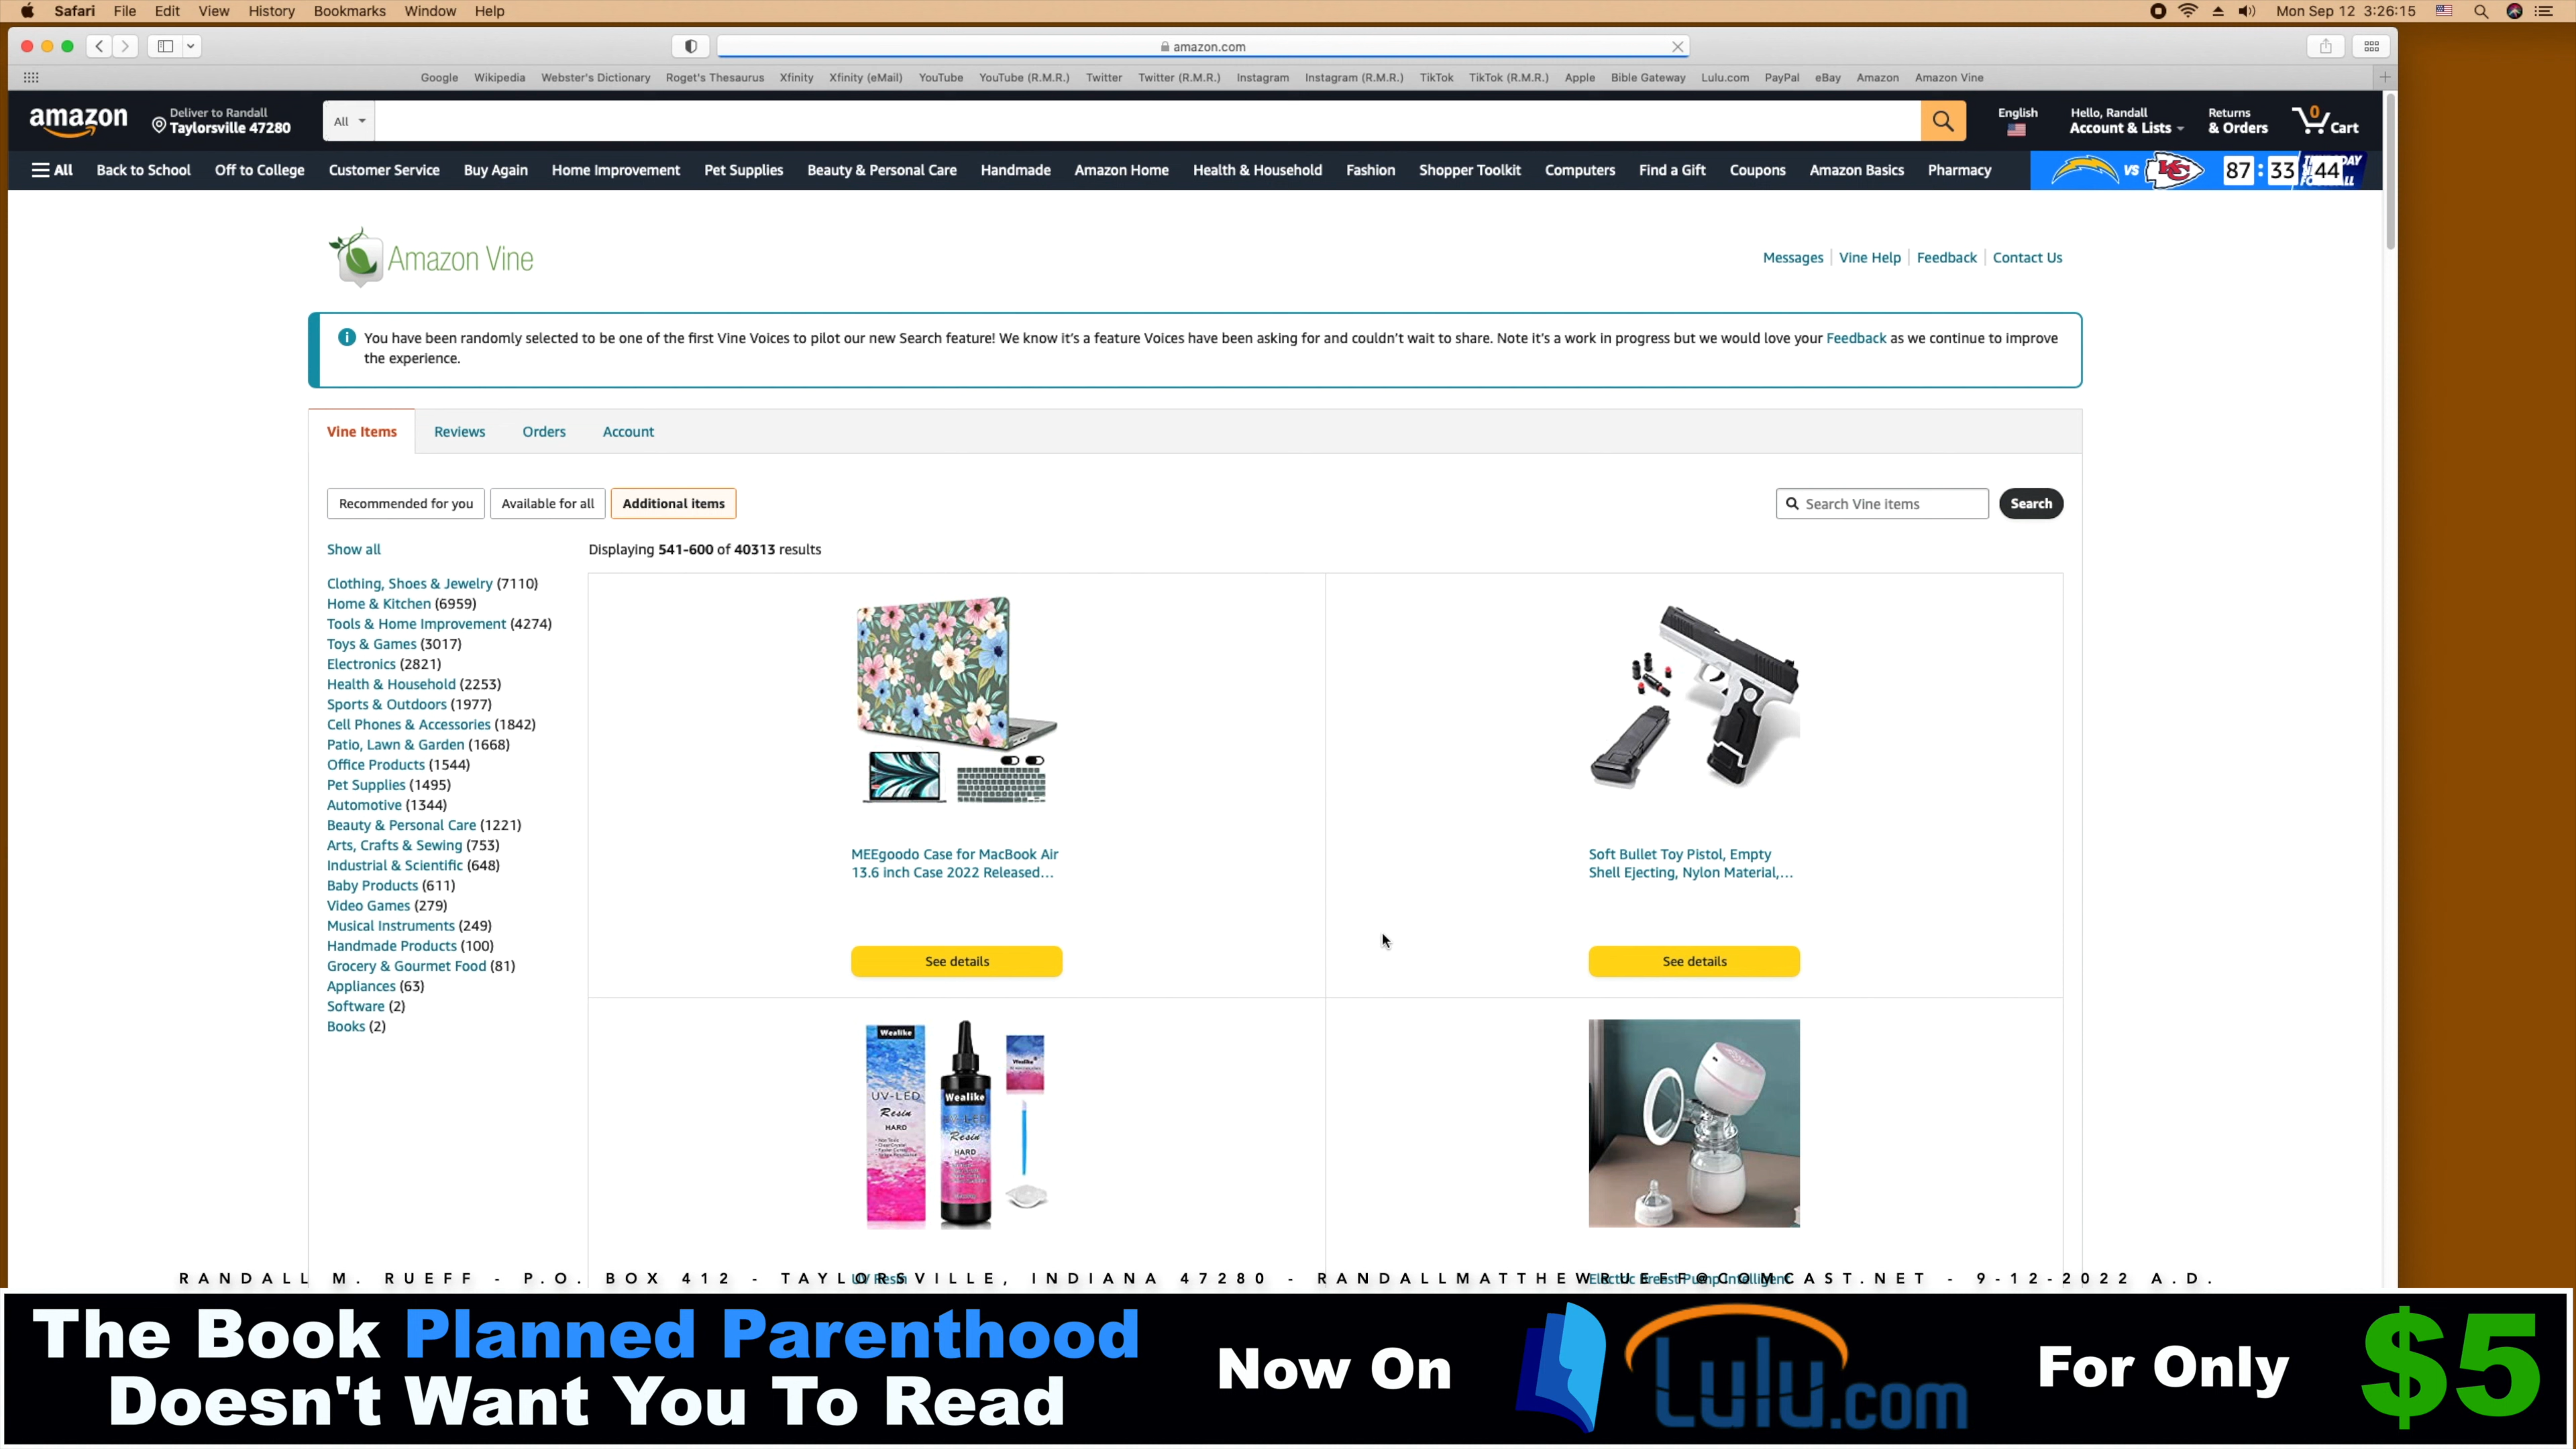 Safari File Edit View History Bookmarks Window Help
Mon Sep 12 3:26:15
amazon.com
Google Wikipedia Webster's Dictionary Roget's Thesaurus Xfinity Xfinity (eMail) YouTube YouTube (R.M.R.) Twitter Twitter (R.M.R.) Instagram Instagram (R.M.R.) TikTok TikTok (R.M.R.) Apple Bible Gateway Lulu.com PayPal eBay Amazon Amazon Vine
amazon
Deliver to Randall
Taylorsville 47280
All
English
Hello, Randall
Account & Lists
Returns
& Orders
0
Cart
All Back to School Off to College Customer Service Buy Again Home Improvement Pet Supplies Beauty & Personal Care Handmade Amazon Home Health & Household Fashion Shopper Toolkit Computers Find a Gift Coupons Amazon Basics Pharmacy
VS KC 87 : 33 44
Amazon Vine
Messages Vine Help Feedback Contact Us
You have been randomly selected to be one of the first Vine Voices to pilot our new Search feature! We know it's a feature Voices have been asking for and couldn't wait to share. Note it's a work in progress but we would love your Feedback as we continue to improve
the experience.
Vine Items Reviews Orders Account
Recommended for you Available for all Additional items
Search Vine items Search
Show all
Displaying 541-600 of 40313 results
Clothing, Shoes & Jewelry (7110)
Home & Kitchen (6959)
Tools & Home Improvement (4274)
Toys & Games (3017)
Electronics (2821)
Health & Household (2253)
Sports & Outdoors (1977)
Cell Phones & Accessories (1842)
Patio, Lawn & Garden (1668)
Office Products (1544)
Pet Supplies (1495)
Automotive (1344)
Beauty & Personal Care (1221)
Arts, Crafts & Sewing (753)
Industrial & Scientific (648)
Baby Products (611)
Video Games (279)
Musical Instruments (249)
Handmade Products (100)
Grocery & Gourmet Food (81)
Appliances (63)
Software (2)
Books (2)
MEEgoodo Case for MacBook Air
13.6 inch Case 2022 Released...
See details
Soft Bullet Toy Pistol, Empty
Shell Ejecting, Nylon Material,...
See details
Wealike
UV-LED
Resin
HARD
Wealike
Resin
HARD
Wealike
UV Resin
Electric Breast Pump Intelligent
RANDALL M. RUEFF - P.O. BOX 412 - TAYLORSVILLE, INDIANA 47280 - RANDALLMATTHEWRUEFF@COMCAST.NET - 9-12-2022 A.D.
The Book Planned Parenthood
Doesn't Want You To Read
Now On
Lulu.com
For Only
$5